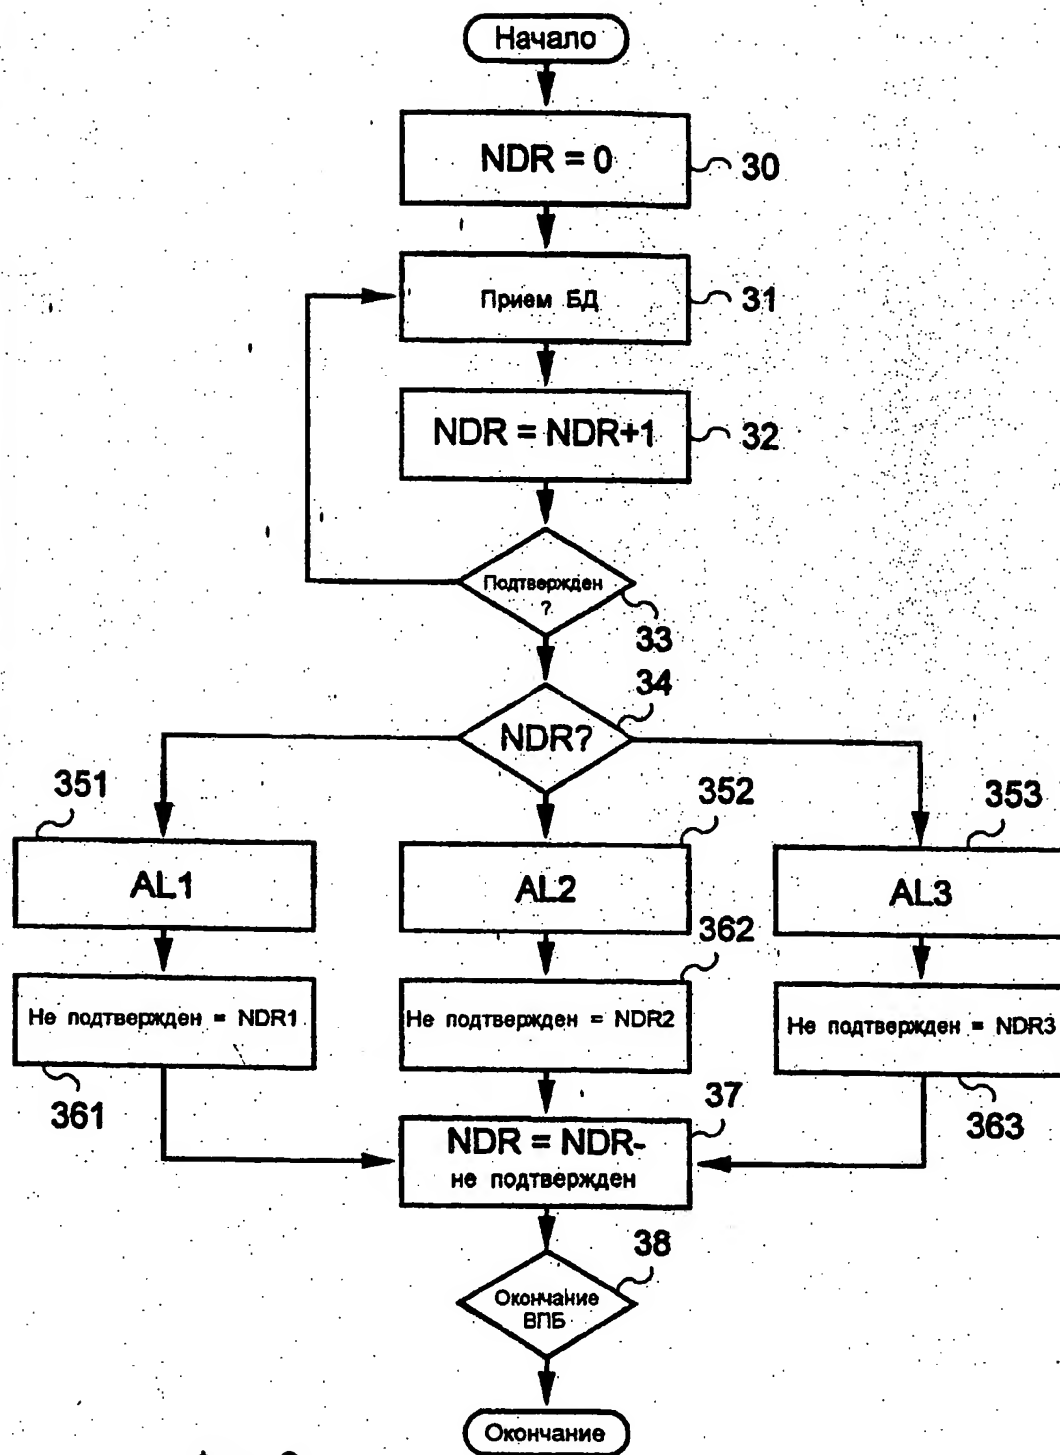 Начало
NDR = 0
30
Прием БД
31
NDR = NDR+1
32
Подтвержден
?
33
34
NDR?
351
352
353
AL1
AL2
AL3
362
Не подтвержден = NDR1
Не подтвержден = NDR2
Не подтвержден = NDR3
361
363
37
NDR = NDR-
не подтвержден
38
Окончание
ВПБ
Окончание